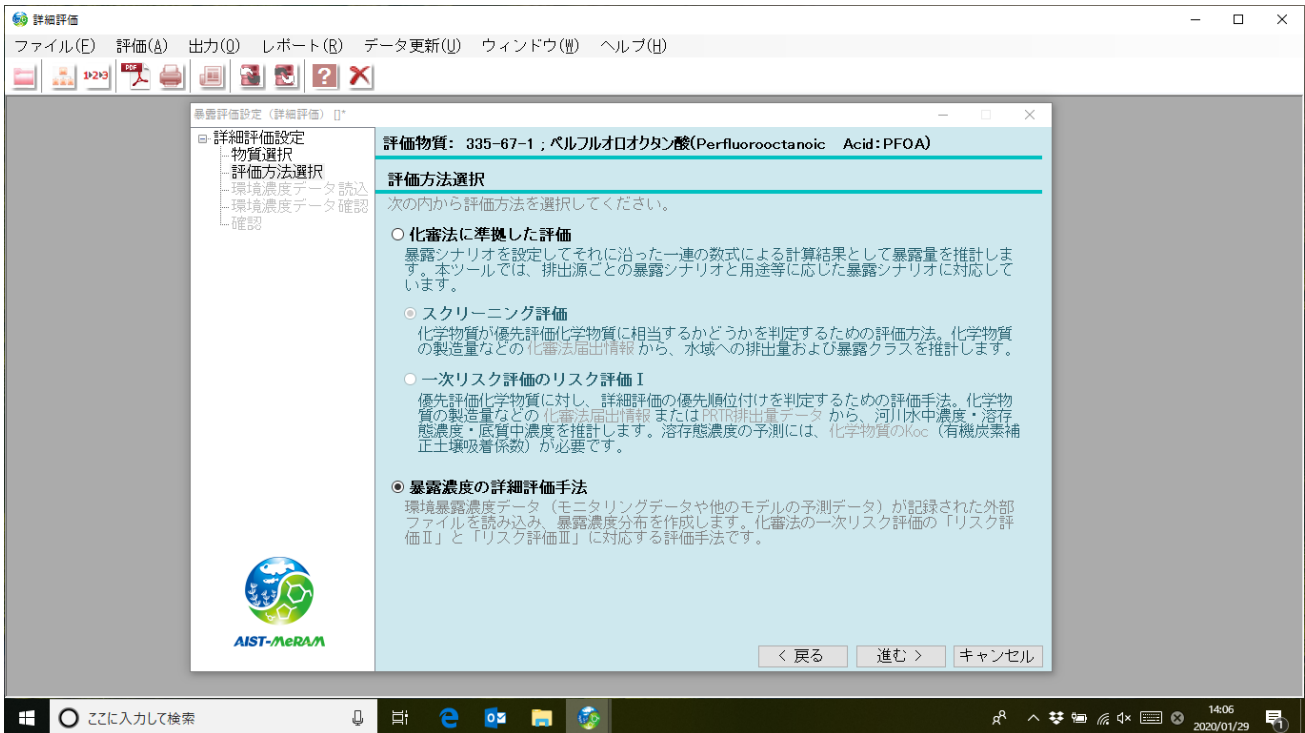 詳細評価
ファイル(F) 評価(A) 出力(O) レポート(R) データ更新(U) ウィンドウ(W) ヘルプ(H)
1▸2▸3
PDF
暴露評価設定（詳細評価） []*
詳細評価設定
物質選択
評価方法選択
環境濃度データ読込
環境濃度データ確認
確認
評価物質： 335-67-1 ; ペルフルオロオクタン酸(Perfluorooctanoic Acid:PFOA)
評価方法選択
次の内から評価方法を選択してください。
化審法に準拠した評価
暴露シナリオを設定してそれに沿った一連の数式による計算結果として暴露量を推計しま
す。本ツールでは、排出源ごとの暴露シナリオと用途等に応じた暴露シナリオに対応して
います。
スクリーニング評価
化学物質が優先評価化学物質に相当するかどうかを判定するための評価方法。化学物質
の製造量などの 化審法届出情報 から、水域への排出量および暴露クラスを推計します。
一次リスク評価のリスク評価Ⅰ
優先評価化学物質に対し、詳細評価の優先順位付けを判定するための評価手法。化学物
質の製造量などの 化審法届出情報 または PRTR排出量データ から、河川水中濃度・溶存
態濃度・底質中濃度を推計します。溶存態濃度の予測には、化学物質のKoc（有機炭素補
正土壌吸着係数）が必要です。
暴露濃度の詳細評価手法
環境暴露濃度データ（モニタリングデータや他のモデルの予測データ）が記録された外部
ファイルを読み込み、暴露濃度分布を作成します。化審法の一次リスク評価の「リスク評
価Ⅱ」と「リスク評価Ⅲ」に対応する評価手法です。
AIST-MeRAM
< 戻る 進む > キャンセル
ここに入力して検索
14:06
2020/01/29
1